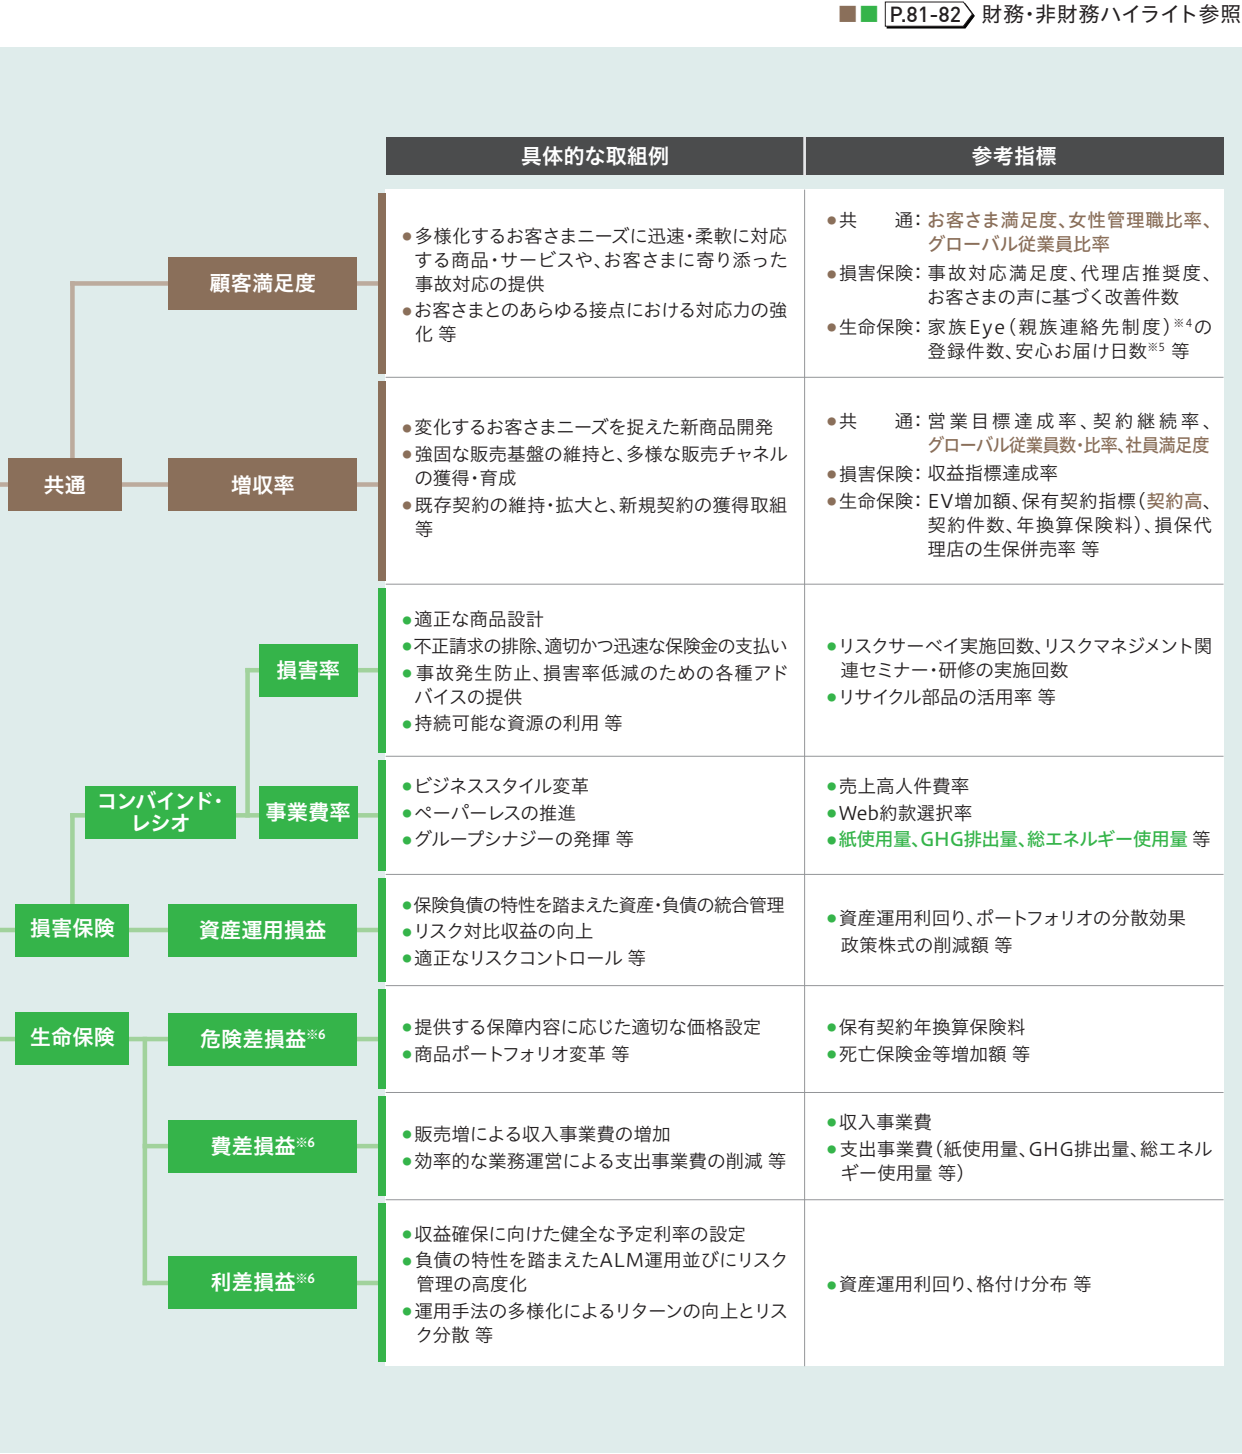 P.81-82 財務・非財務ハイライト参照
具体的な取組例
参考指標
顧客満足度
●多様化するお客さまニーズに迅速・柔軟に対応
する商品・サービスや、お客さまに寄り添った
事故対応の提供
●お客さまとのあらゆる接点における対応力の強
化 等
●共　　通：お客さま満足度、女性管理職比率、
グローバル従業員比率
●損害保険：事故対応満足度、代理店推奨度、
お客さまの声に基づく改善件数
●生命保険：家族Eye（親族連絡先制度）※4の
登録件数、安心お届け日数※5 等
共通
増収率
●変化するお客さまニーズを捉えた新商品開発
●強固な販売基盤の維持と、多様な販売チャネル
の獲得・育成
●既存契約の維持・拡大と、新規契約の獲得取組
等
●共　　通：営業目標達成率、契約継続率、
グローバル従業員数・比率、社員満足度
●損害保険：収益指標達成率
●生命保険：EV増加額、保有契約指標（契約高、
契約件数、年換算保険料）、損保代
理店の生保併売率 等
損害率
●適正な商品設計
●不正請求の排除、適切かつ迅速な保険金の支払い
●事故発生防止、損害率低減のための各種アド
バイスの提供
●持続可能な資源の利用 等
●リスクサーベイ実施回数、リスクマネジメント関
連セミナー・研修の実施回数
●リサイクル部品の活用率 等
コンバインド・
レシオ
事業費率
●ビジネススタイル変革
●ペーパーレスの推進
●グループシナジーの発揮 等
●売上高人件費率
●Web約款選択率
●紙使用量、GHG排出量、総エネルギー使用量 等
損害保険
資産運用損益
●保険負債の特性を踏まえた資産・負債の統合管理
●リスク対比収益の向上
●適正なリスクコントロール 等
●資産運用利回り、ポートフォリオの分散効果
政策株式の削減額 等
生命保険
危険差損益※6
●提供する保障内容に応じた適切な価格設定
●商品ポートフォリオ変革 等
●保有契約年換算保険料
●死亡保険金等増加額 等
費差損益※6
●販売増による収入事業費の増加
●効率的な業務運営による支出事業費の削減 等
●収入事業費
●支出事業費（紙使用量、GHG排出量、総エネル
ギー使用量 等）
利差損益※6
●収益確保に向けた健全な予定利率の設定
●負債の特性を踏まえたALM運用並びにリスク
管理の高度化
●運用手法の多様化によるリターンの向上とリス
ク分散 等
●資産運用利回り、格付け分布 等